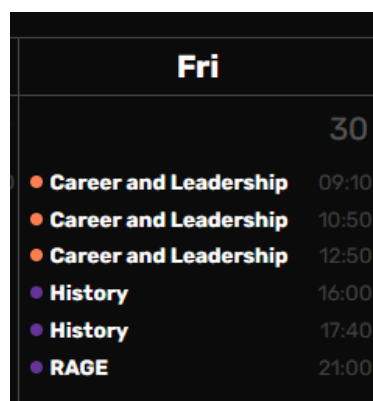 Fri
30
Career and Leadership 09:10
Career and Leadership 10:50
Career and Leadership 12:50
History 16:00
History 17:40
RAGE 21:00